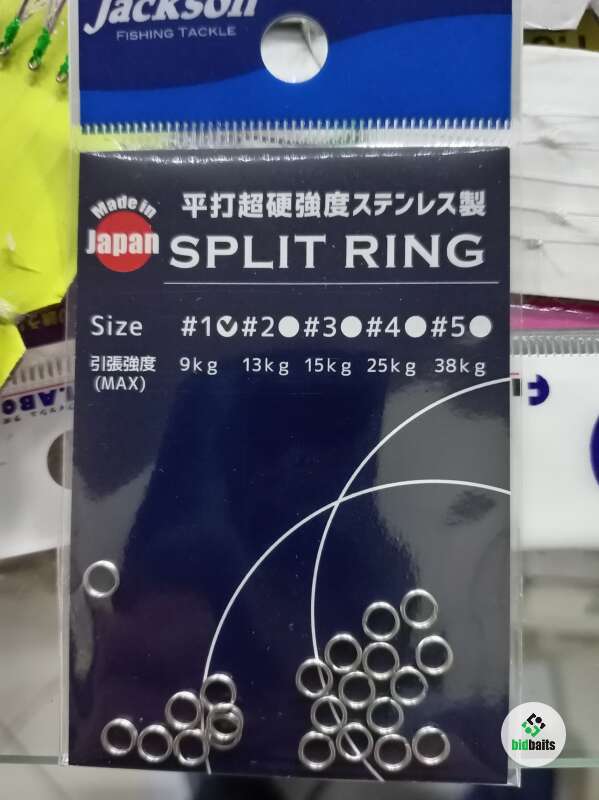 Jackson
FISHING TACKLE
Made in
Japan
平打超硬強度ステンレス製
SPLIT RING
Size #1 #2 #3 #4 #5
引張強度 9kg 13kg 15kg 25kg 38kg
(MAX)
.ABO
bidbaits